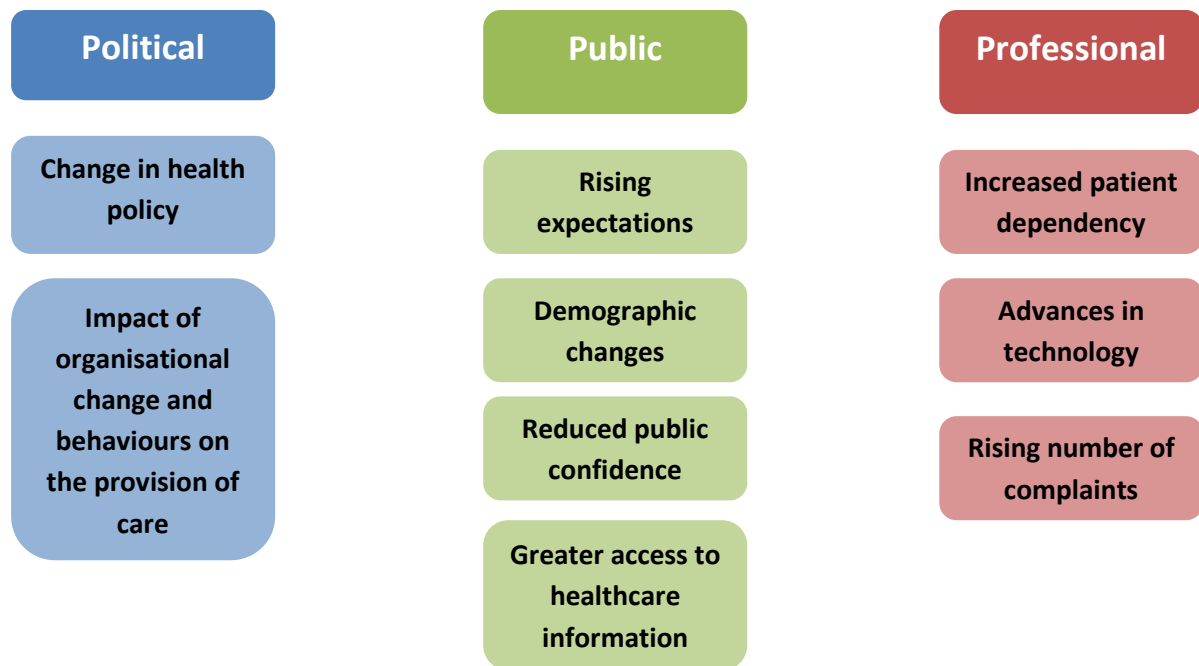 Political
Change in health
policy
Impact of
organisational
change and
behaviours on
the provision of
care
Public
Rising
expectations
Demographic
changes
Reduced public
confidence
Greater access to
healthcare
information
Professional
Increased patient
dependency
Advances in
technology
Rising number of
complaints